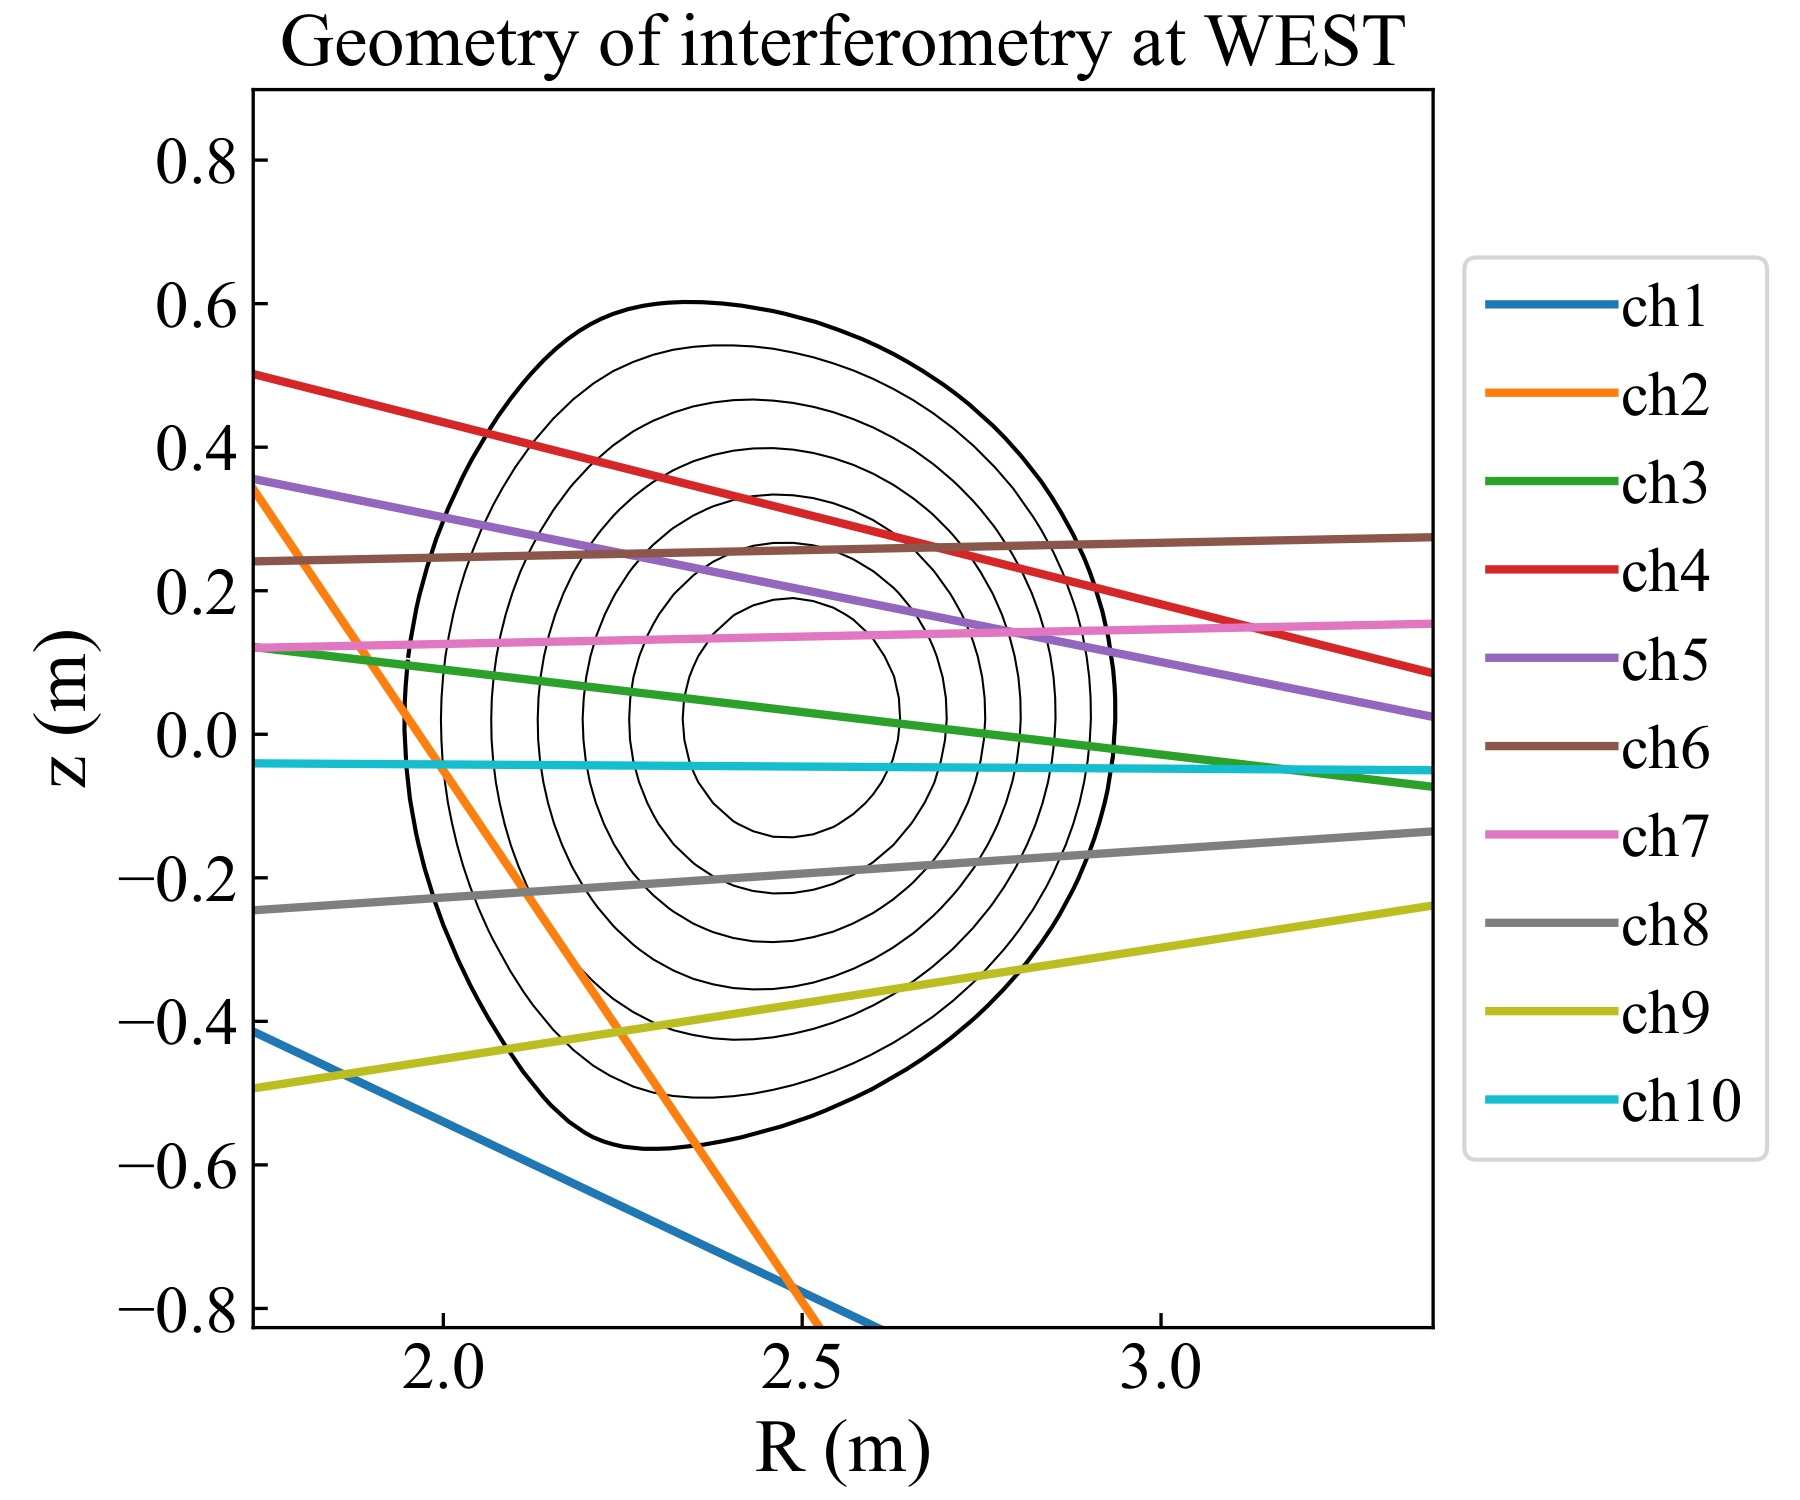 Geometry of interferometry at WEST
z (m)
0.8
0.6
0.4
0.2
0.0
−0.2
−0.4
−0.6
−0.8
2.0 2.5 3.0
R (m)
ch1
ch2
ch3
ch4
ch5
ch6
ch7
ch8
ch9
ch10